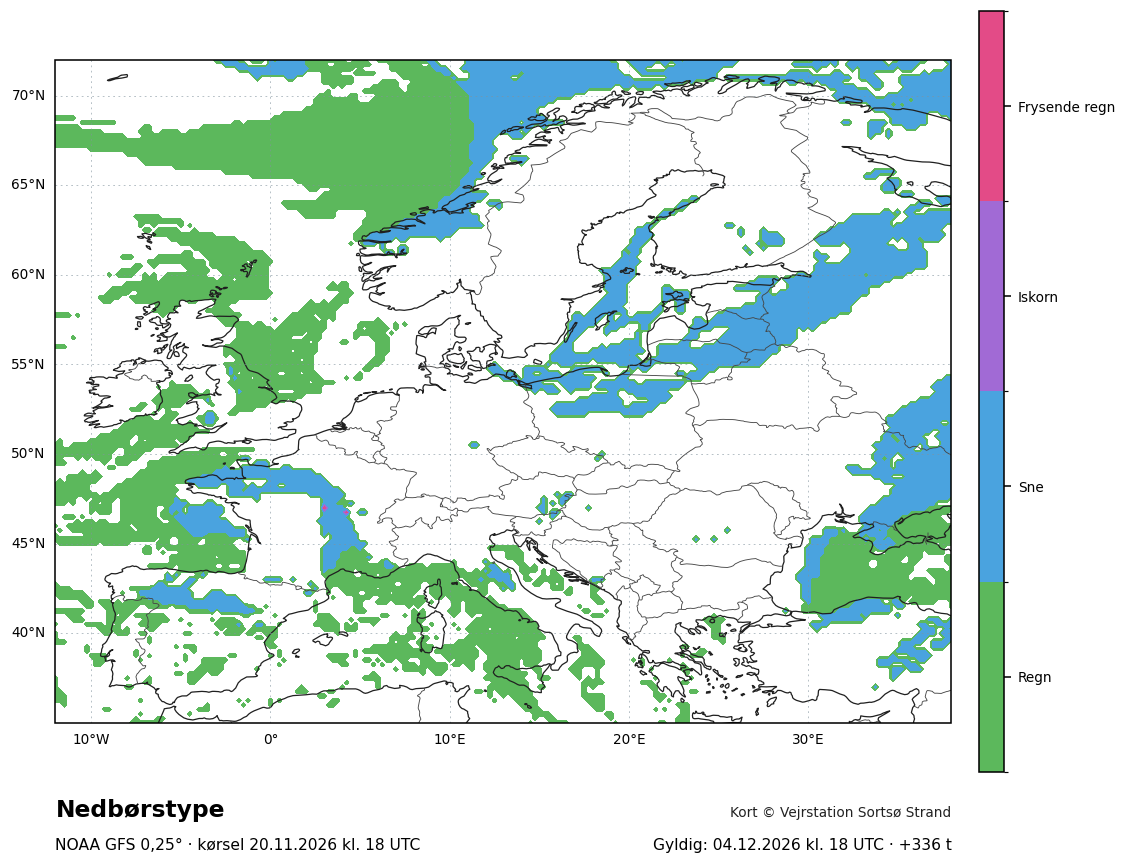 Frysende regn
Iskorn
Sne
Regn
70°N
65°N
60°N
55°N
50°N
45°N
40°N
10°W
0°
10°E
20°E
30°E
Nedbørstype
Kort © Vejrstation Sortsø Strand
NOAA GFS 0,25° · kørsel 20.11.2026 kl. 18 UTC
Gyldig: 04.12.2026 kl. 18 UTC · +336 t